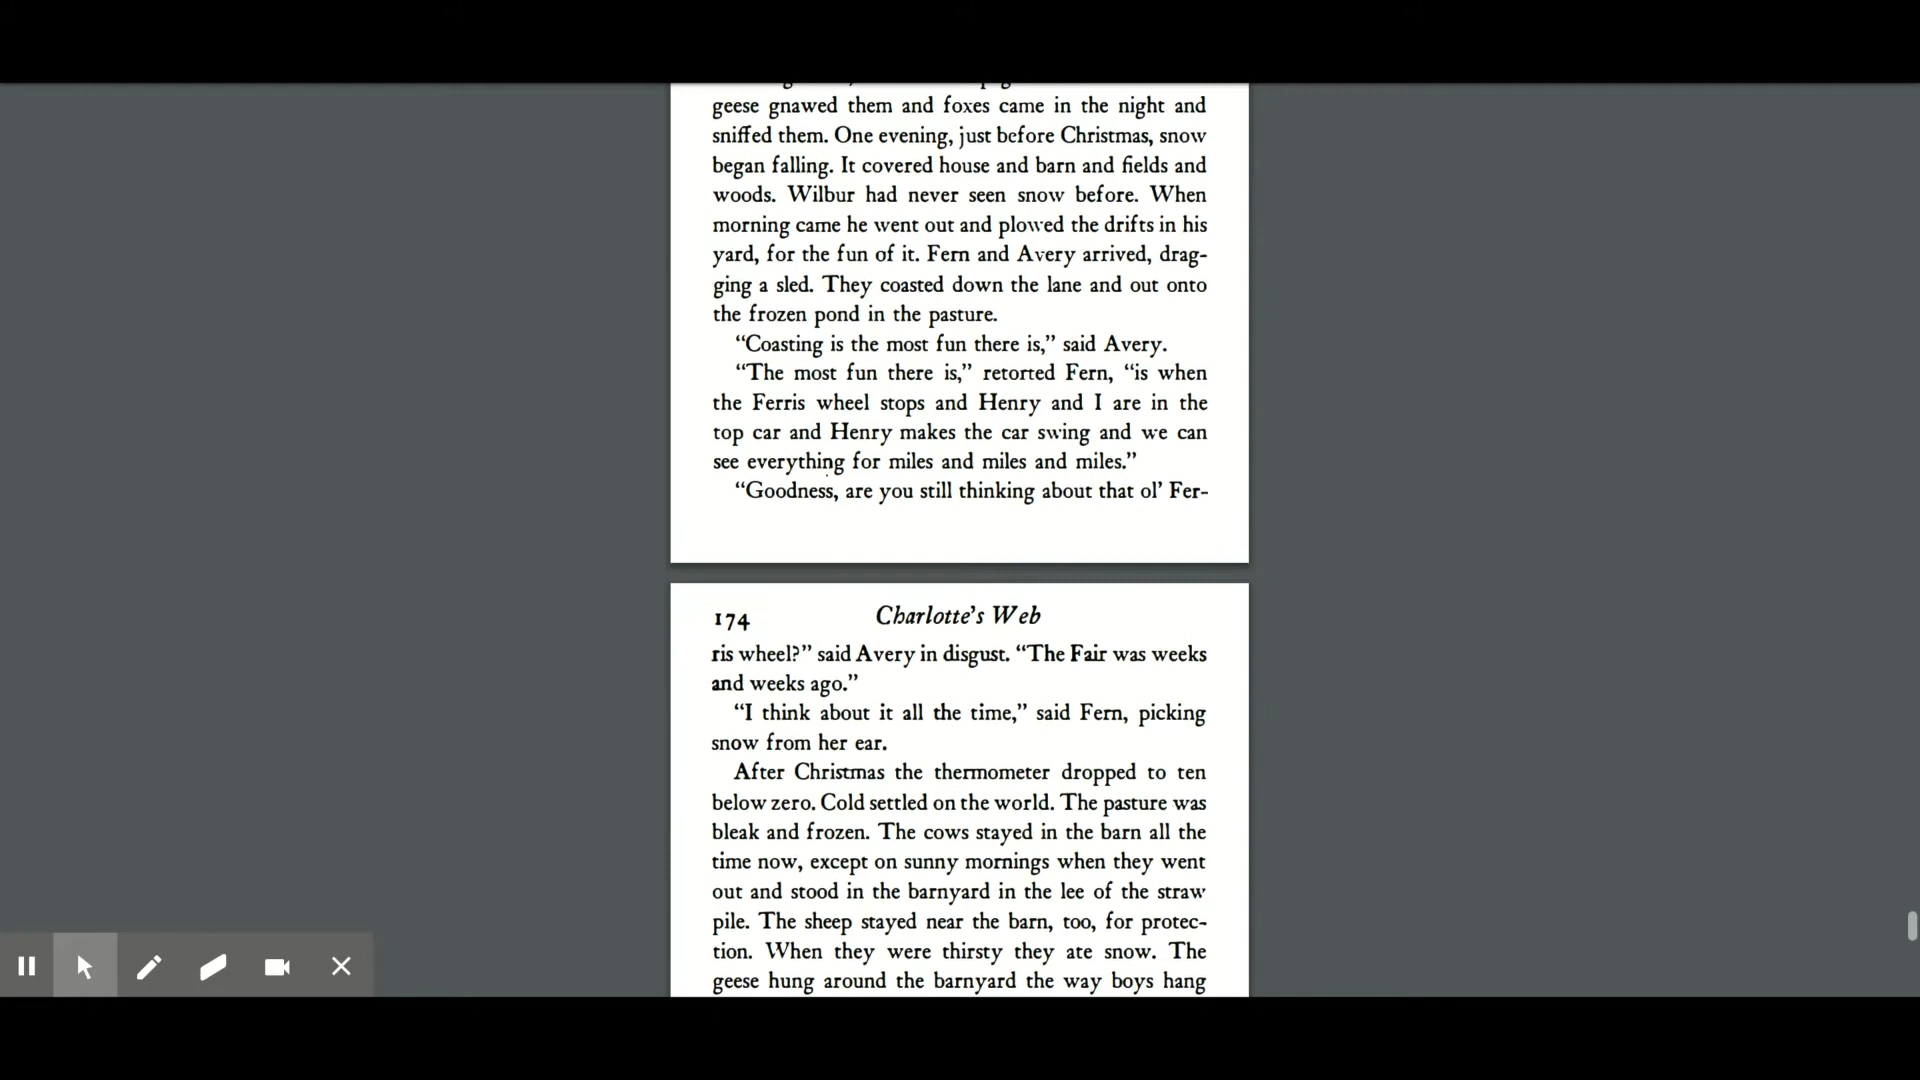 geese gnawed them and foxes came in the night and
sniffed them. One evening, just before Christmas, snow
began falling. It covered house and barn and fields and
woods. Wilbur had never seen snow before. When
morning came he went out and plowed the drifts in his
yard, for the fun of it. Fern and Avery arrived, drag-
ging a sled. They coasted down the lane and out onto
the frozen pond in the pasture.
“Coasting is the most fun there is,” said Avery.
“The most fun there is,” retorted Fern, “is when
the Ferris wheel stops and Henry and I are in the
top car and Henry makes the car swing and we can
see everything for miles and miles and miles.”
“Goodness, are you still thinking about that ol’ Fer-
174 Charlotte’s Web
ris wheel?” said Avery in disgust. “The Fair was weeks
and weeks ago.”
“I think about it all the time,” said Fern, picking
snow from her ear.
After Christmas the thermometer dropped to ten
below zero. Cold settled on the world. The pasture was
bleak and frozen. The cows stayed in the barn all the
time now, except on sunny mornings when they went
out and stood in the barnyard in the lee of the straw
pile. The sheep stayed near the barn, too, for protec-
tion. When they were thirsty they ate snow. The
geese hung around the barnyard the way boys hang